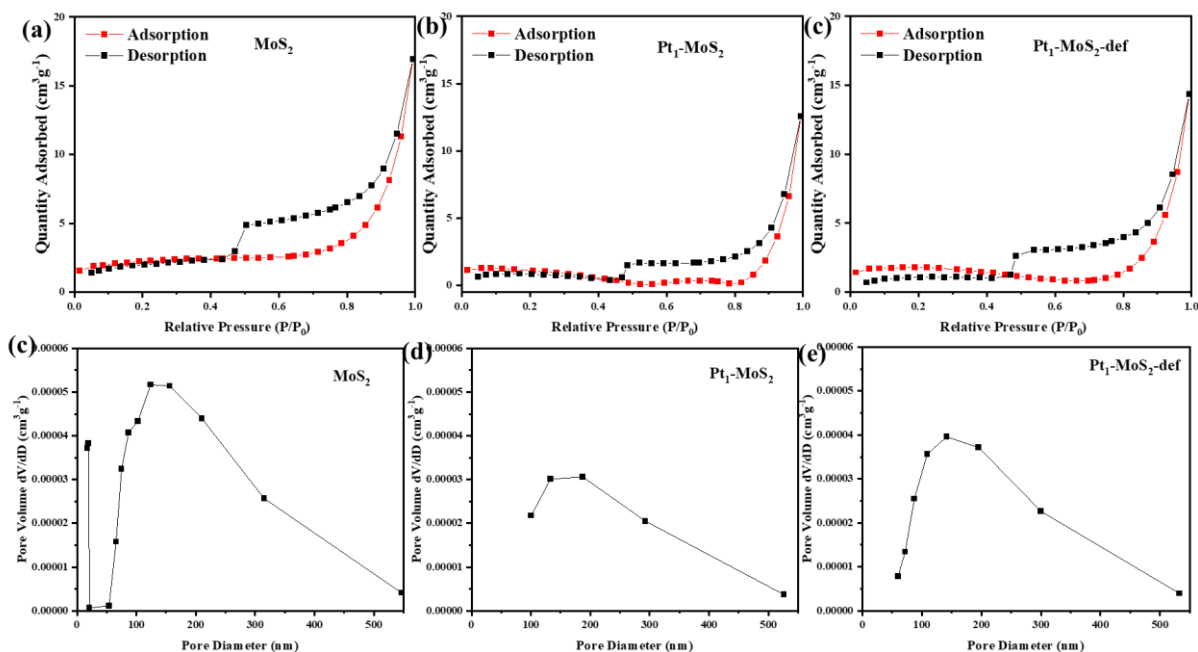 (a)
MoS2
Adsorption
Desorption
Quantity Adsorbed (cm3g-1)
20
15
10
5
0
0.0 0.2 0.4 0.6 0.8 1.0
Relative Pressure (P/P0)
(b)
Pt1-MoS2
Adsorption
Desorption
Quantity Adsorbed (cm3g-1)
20
15
10
5
0
0.0 0.2 0.4 0.6 0.8 1.0
Relative Pressure (P/P0)
(c)
Pt1-MoS2-def
Adsorption
Desorption
Quantity Adsorbed (cm3g-1)
20
15
10
5
0
0.0 0.2 0.4 0.6 0.8 1.0
Relative Pressure (P/P0)
(c)
MoS2
Pore Volume dV/dD (cm3g-1)
0.00006
0.00005
0.00004
0.00003
0.00002
0.00001
0.00000
0 100 200 300 400 500
Pore Diameter (nm)
(d)
Pt1-MoS2
Pore Volume dV/dD (cm3g-1)
0.00006
0.00005
0.00004
0.00003
0.00002
0.00001
0.00000
0 100 200 300 400 500
Pore Diameter (nm)
(e)
Pt1-MoS2-def
Pore Volume dV/dD (cm3g-1)
0.00006
0.00005
0.00004
0.00003
0.00002
0.00001
0.00000
0 100 200 300 400 500
Pore Diameter (nm)